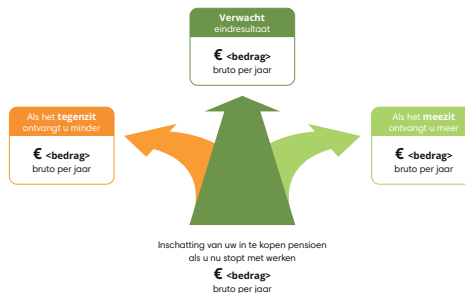 Verwacht
eindresultaat
€ <bedrag>
bruto per jaar
Als het tegenzit
ontvangt u minder
€ <bedrag>
bruto per jaar
Als het meezit
ontvangt u meer
€ <bedrag>
bruto per jaar
Inschatting van uw in te kopen pensioen
als u nu stopt met werken
€ <bedrag>
bruto per jaar